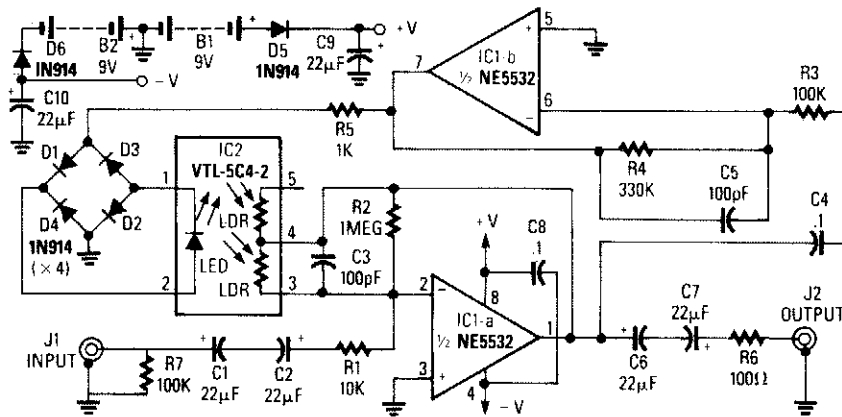 D6
1N914
B2
9V
+
B1
9V
+
D5
1N914
C9
22µF
+
+V
−V
+
C10
22µF
7
IC1-b
½ NE5532
+
5
6
−
R3
100K
R5
1K
R4
330K
C5
100pF
C4
.1
D1
D3
D4
D2
1N914
(×4)
1
2
IC2
VTL-5C4-2
LDR
LED
LDR
5
4
3
R2
1MEG
C3
100pF
+V
C8
.1
2
−
8
IC1-a
½ NE5532
1
3
+
4
−V
J1
INPUT
R7
100K
+
C1
22µF
C2
22µF
+
R1
10K
+
C6
22µF
C7
22µF
+
R6
100Ω
J2
OUTPUT